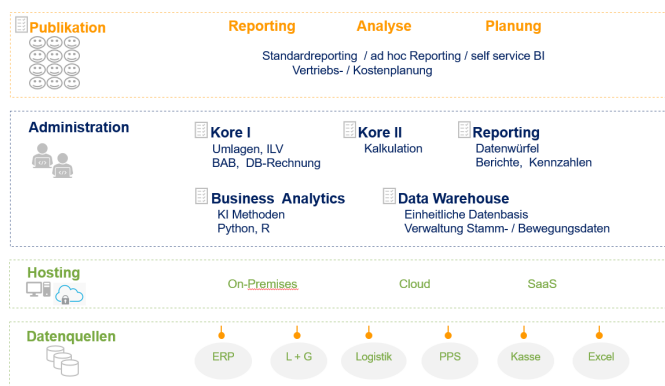 Publikation
Reporting Analyse Planung
Standardreporting / ad hoc Reporting / self service BI
Vertriebs- / Kostenplanung
Administration
Kore I
Umlagen, ILV
BAB, DB-Rechnung
Kore II
Kalkulation
Reporting
Datenwürfel
Berichte, Kennzahlen
Business Analytics
KI Methoden
Python, R
Data Warehouse
Einheitliche Datenbasis
Verwaltung Stamm- / Bewegungsdaten
Hosting
On-Premises Cloud SaaS
Datenquellen
ERP L + G Logistik PPS Kasse Excel